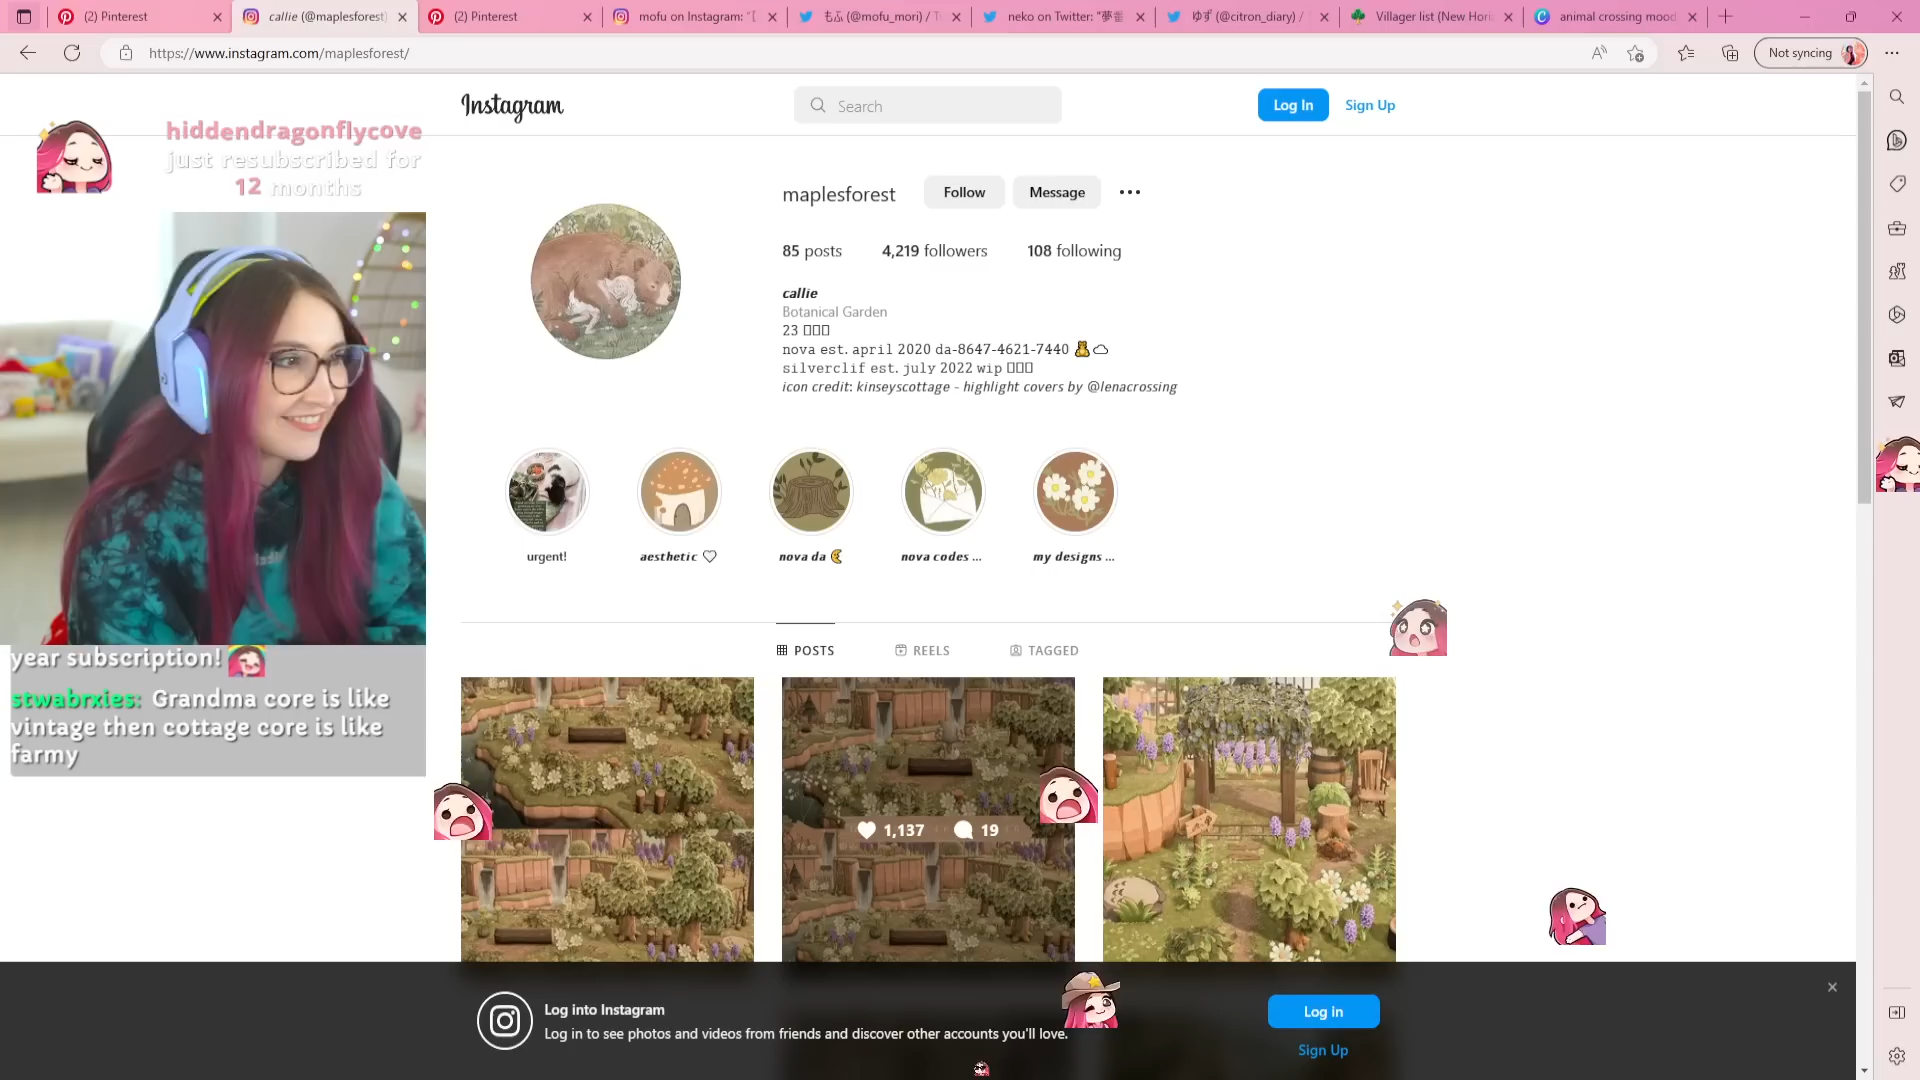 (2) Pinterest
callie (@maplesforest)
(2) Pinterest
mofu on Instagram: "
もふ (@mofu_mori) / T
neko on Twitter: "夢番
ゆず (@citron_diary) /
Villager list (New Hori
animal crossing mood
https://www.instagram.com/maplesforest/
Not syncing
Instagram
Search
Log In
Sign Up
hiddendragonflycove
just resubscribed for
12 months
maplesforest
Follow
Message
85 posts
4,219 followers
108 following
callie
Botanical Garden
23
nova est. april 2020 da-8647-4621-7440
silverclif est. july 2022 wip
icon credit: kinseyscottage - highlight covers by @lenacrossing
urgent!
aesthetic ♡
nova da
nova codes ...
my designs ...
POSTS
REELS
TAGGED
year subscription!
stwabrxies: Grandma core is like
vintage then cottage core is like
farmy
1,137
19
Log into Instagram
Log in to see photos and videos from friends and discover other accounts you'll love.
Log in
Sign Up